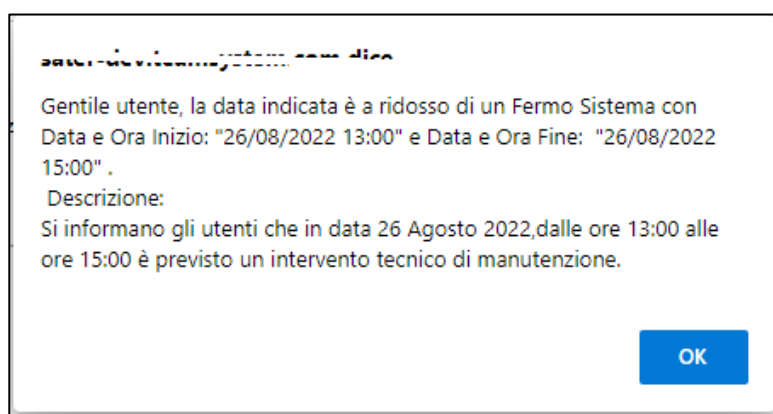 Gentile utente, la data indicata è a ridosso di un Fermo Sistema con
Data e Ora Inizio: "26/08/2022 13:00" e Data e Ora Fine:  "26/08/2022
15:00" .
Descrizione:
Si informano gli utenti che in data 26 Agosto 2022,dalle ore 13:00 alle
ore 15:00 è previsto un intervento tecnico di manutenzione.
OK